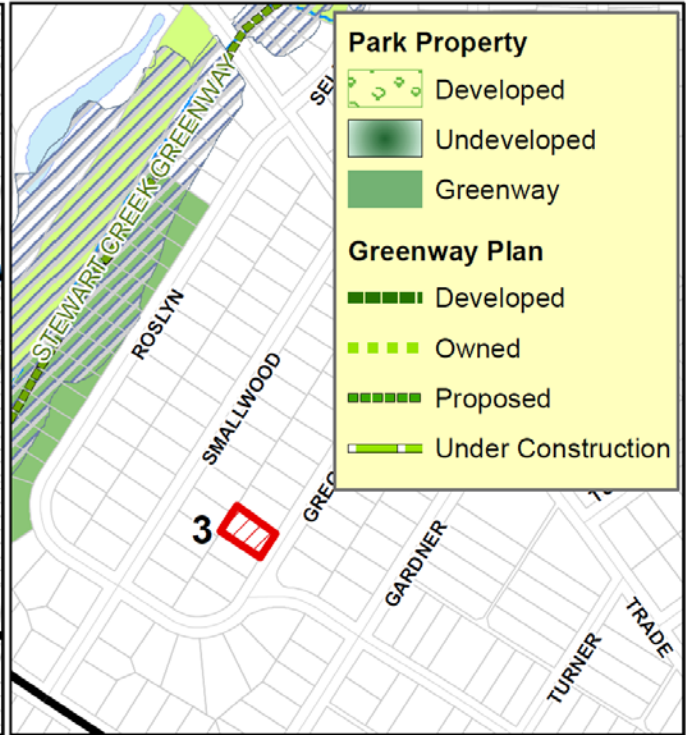 Park Property
Developed
Undeveloped
Greenway
Greenway Plan
Developed
Owned
Proposed
Under Construction
STEWART CREEK GREENWAY
ROSLYN
SMALLWOOD
3
GARDNER
TURNER
TRADE